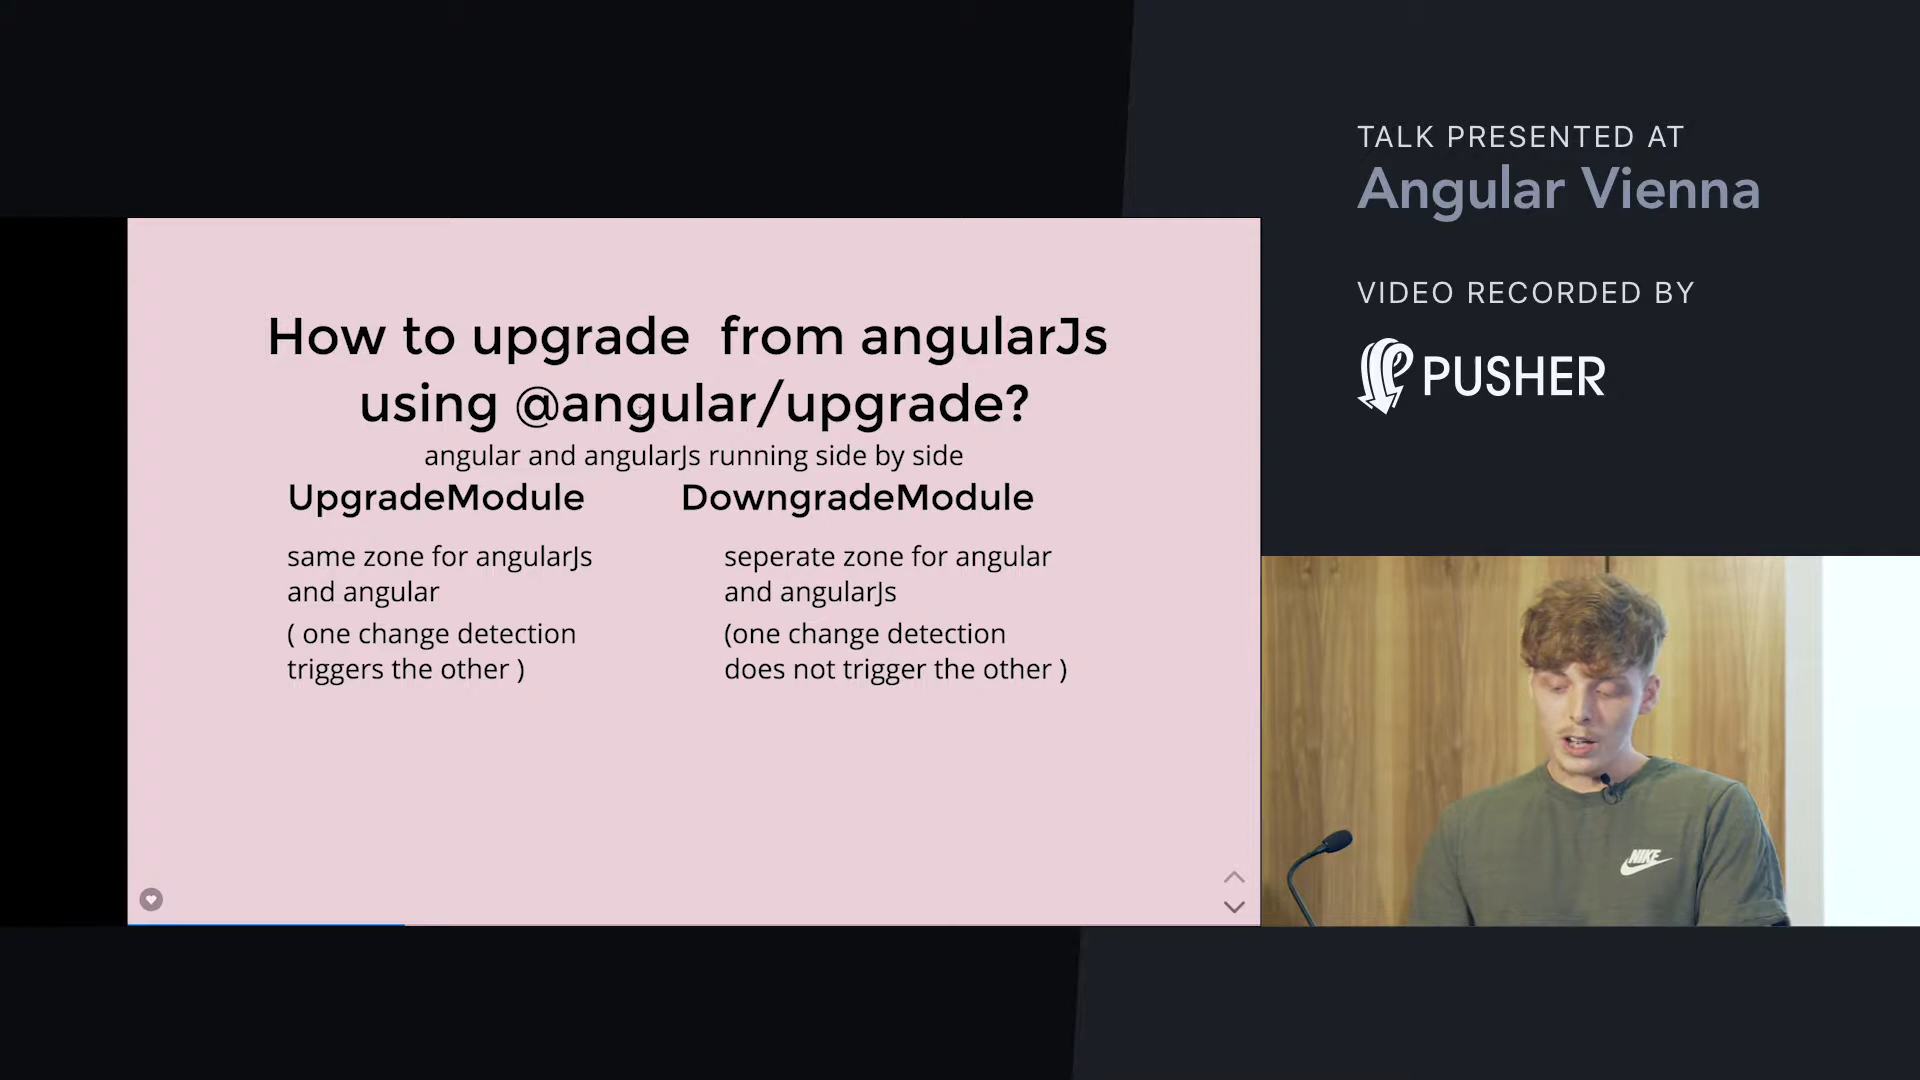 TALK PRESENTED AT
Angular Vienna
VIDEO RECORDED BY
PUSHER
How to upgrade  from angularJs
using @angular/upgrade?
angular and angularJs running side by side
UpgradeModule
same zone for angularJs
and angular
( one change detection
triggers the other )
DowngradeModule
seperate zone for angular
and angularJs
(one change detection
does not trigger the other )
NIKE